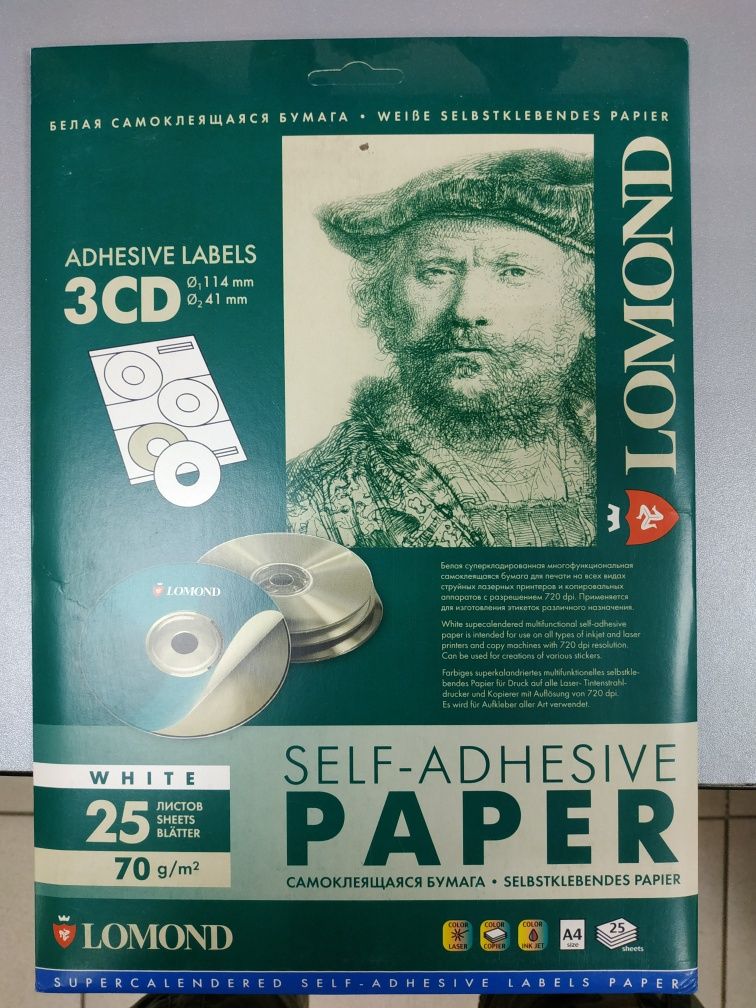 БЕЛАЯ САМОКЛЕЯЩАЯСЯ БУМАГА • WEIßE SELBSTKLEBENDES PAPIER
ADHESIVE LABELS
3CD
Ø1 114 mm
Ø2 41 mm
LOMOND
LOMOND
Белая суперклодированная многофункциональная
самоклеящаяся бумага для печати на всех видах
струйных лазерных принтеров и копировальных
аппаратов с разрешением 720 dpi. Применяется
для изготовления этикеток различного назначения.
White supecalendered multifunctional self-adhesive
paper is intended for use on all types of inkjet and laser
printers and copy machines with 720 dpi resolution.
Can be used for creations of various stickers.
Farbiges superkalandriertes multifunktionelles selbstkle-
bendes Papier für Druck auf alle Laser- Tintenstrahl-
drucker und Kopierer mit Auflösung von 720 dpi.
Es wird für Aufkleber aller Art verwendet.
WHITE
25
ЛИСТОВ
SHEETS
BLÄTTER
70 g/m²
SELF-ADHESIVE
PAPER
САМОКЛЕЯЩАЯСЯ БУМАГА • SELBSTKLEBENDES PAPIER
LOMOND
COLOR
LASER
COLOR
COPIER
COLOR
INK JET
A4
size
25
sheets
SUPERCALENDERED SELF-ADHESIVE LABELS PAPER